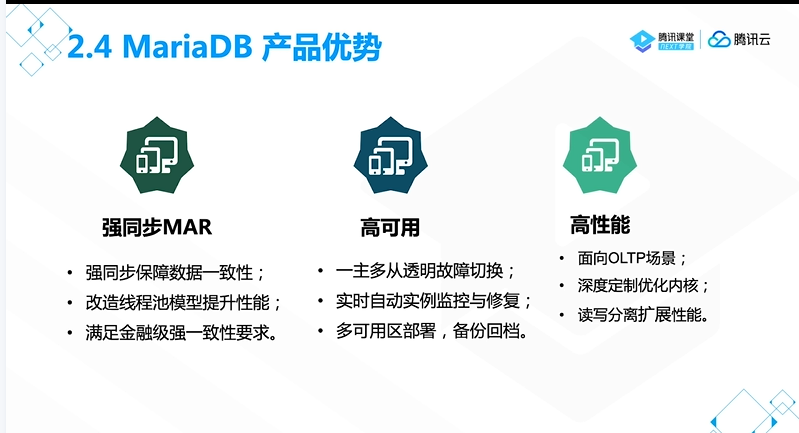 2.4 MariaDB 产品优势
腾讯课堂
NEXT学院
腾讯云
强同步MAR
强同步保障数据一致性；
改造线程池模型提升性能；
满足金融级强一致性要求。
高可用
一主多从透明故障切换；
实时自动实例监控与修复；
多可用区部署，备份回档。
高性能
面向OLTP场景；
深度定制优化内核；
读写分离扩展性能。